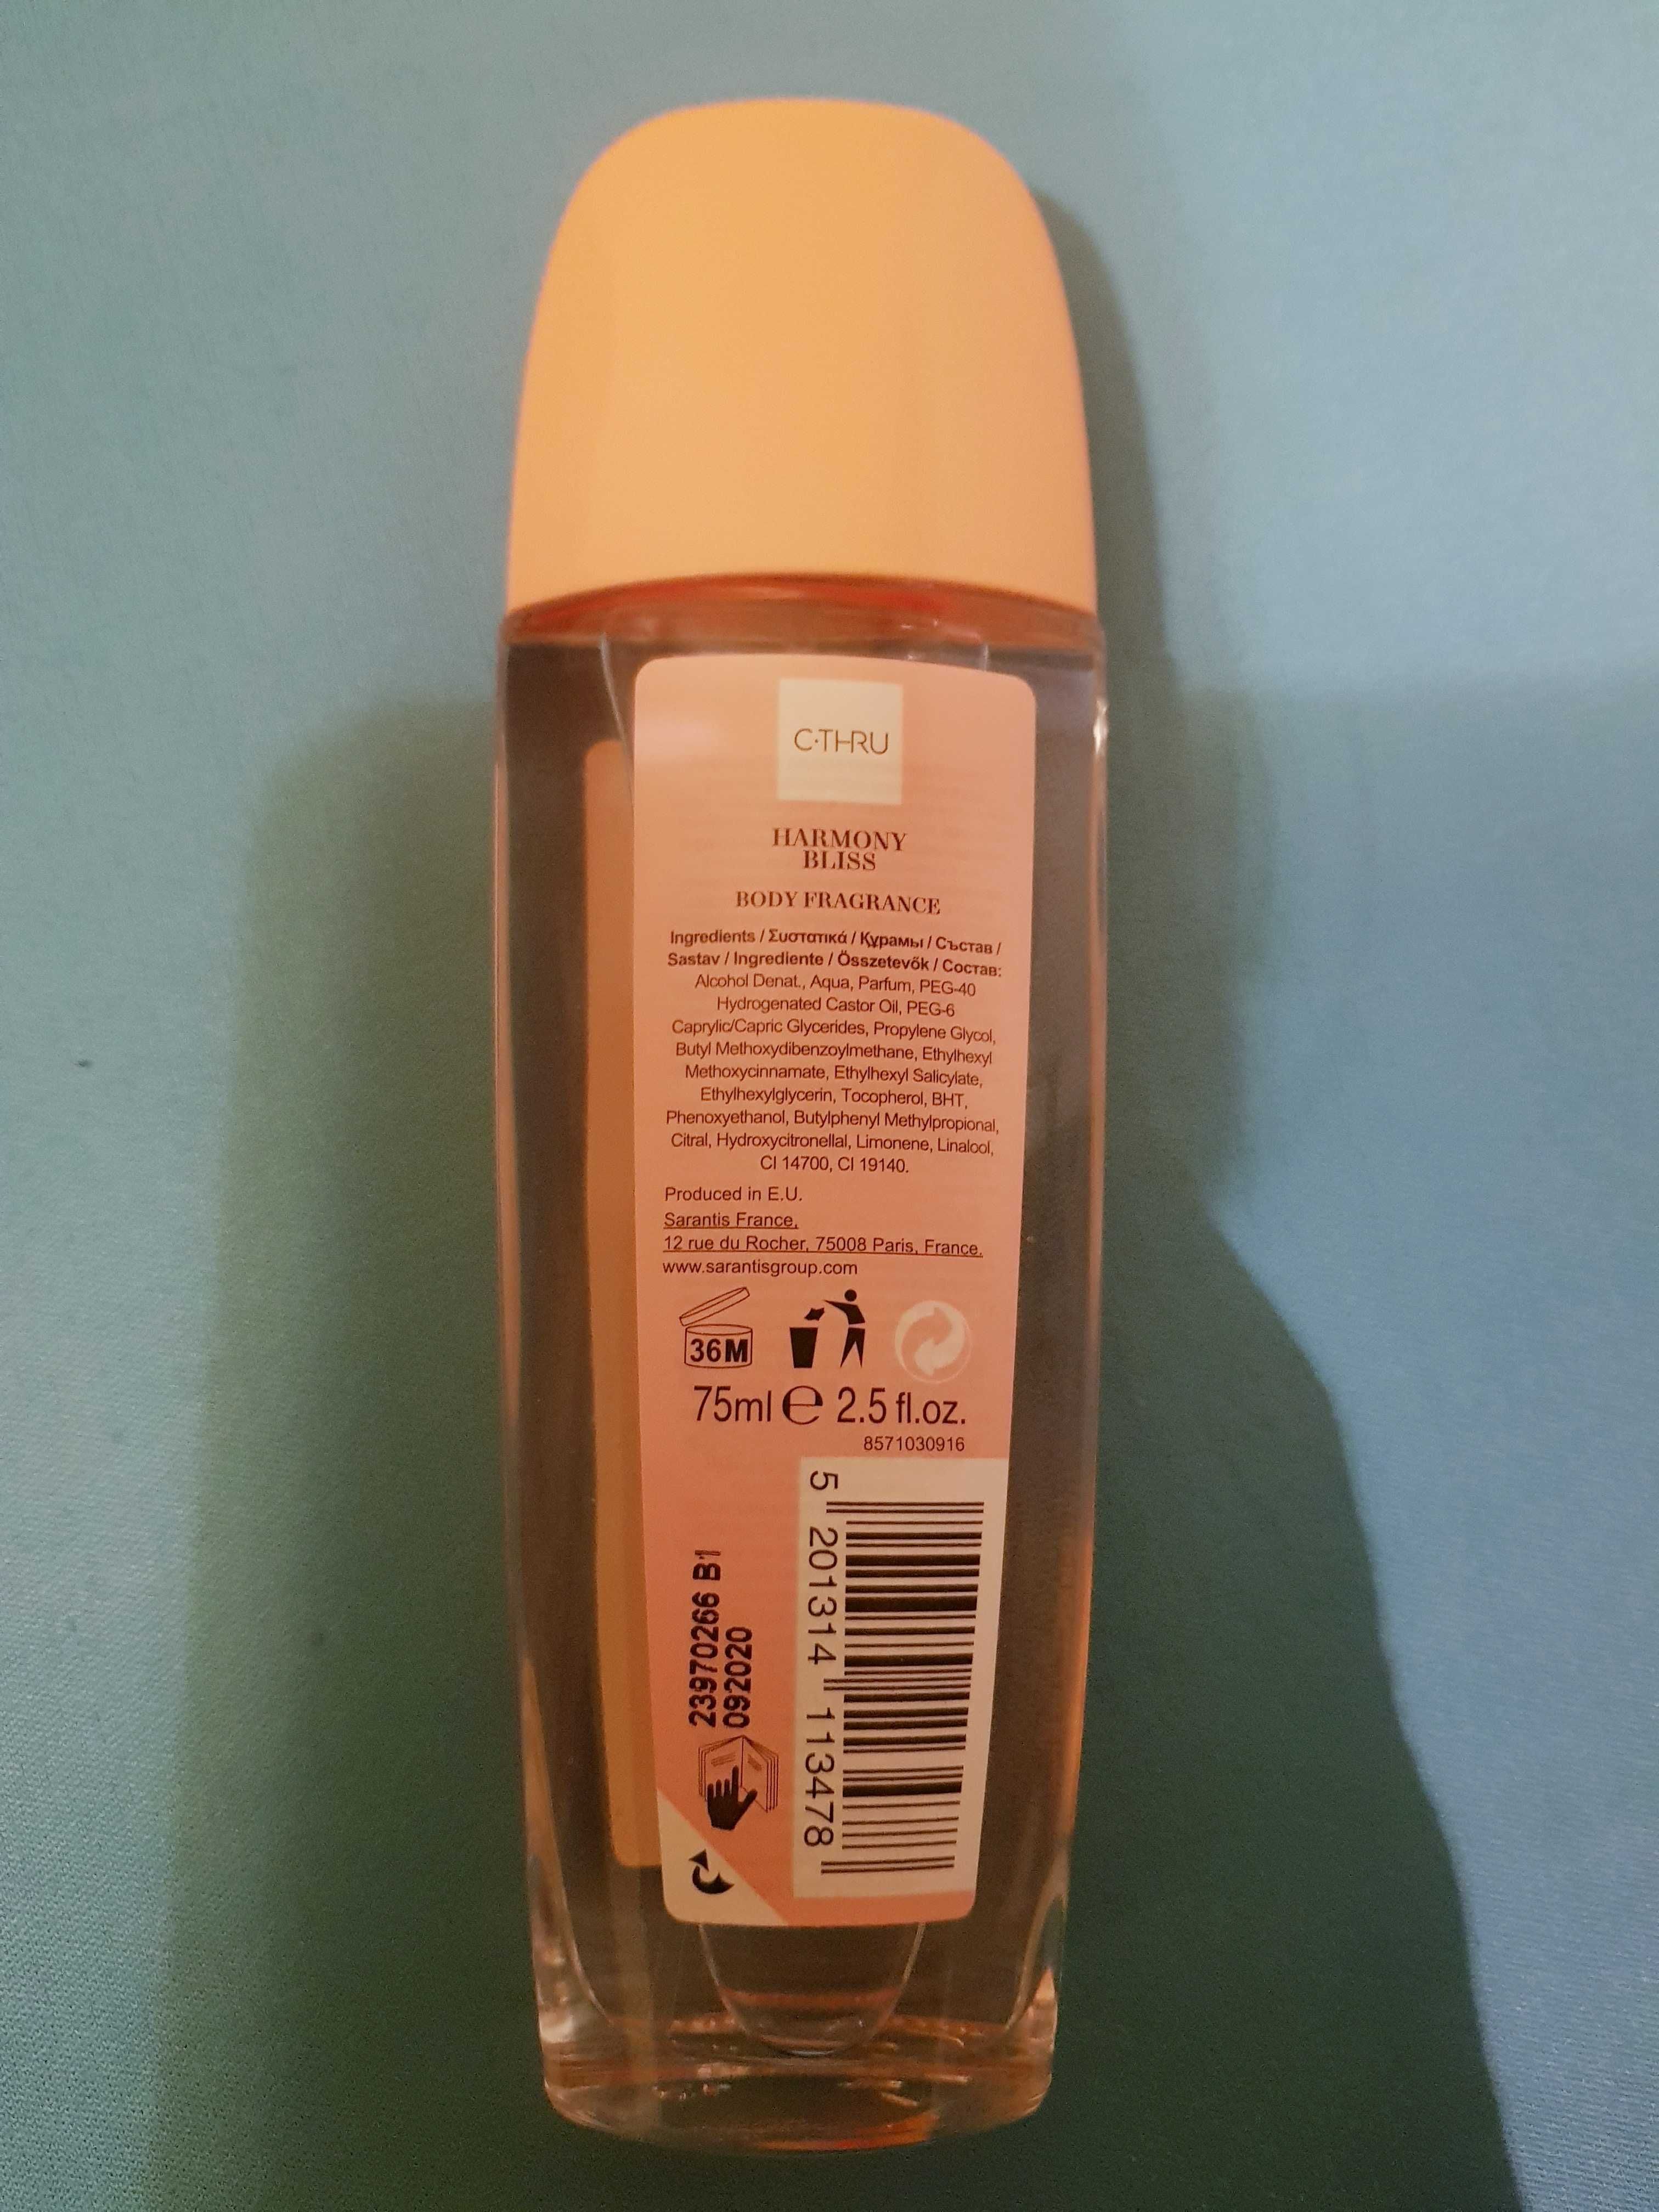 C·THRU
HARMONY
BLISS
BODY FRAGRANCE
Ingredients / Συστατικά / Құрамы / Състав /
Sastav / Ingrediente / Összetevők / Состав:
Alcohol Denat., Aqua, Parfum, PEG-40
Hydrogenated Castor Oil, PEG-6
Caprylic/Capric Glycerides, Propylene Glycol,
Butyl Methoxydibenzoylmethane, Ethylhexyl
Methoxycinnamate, Ethylhexyl Salicylate,
Ethylhexylglycerin, Tocopherol, BHT,
Phenoxyethanol, Butylphenyl Methylpropional,
Citral, Hydroxycitronellal, Limonene, Linalool,
CI 14700, CI 19140.
Produced in E.U.
Sarantis France,
12 rue du Rocher, 75008 Paris, France.
www.sarantisgroup.com
36M
75ml e 2.5 fl.oz.
8571030916
23970266 B1
092020
5 201314 113478